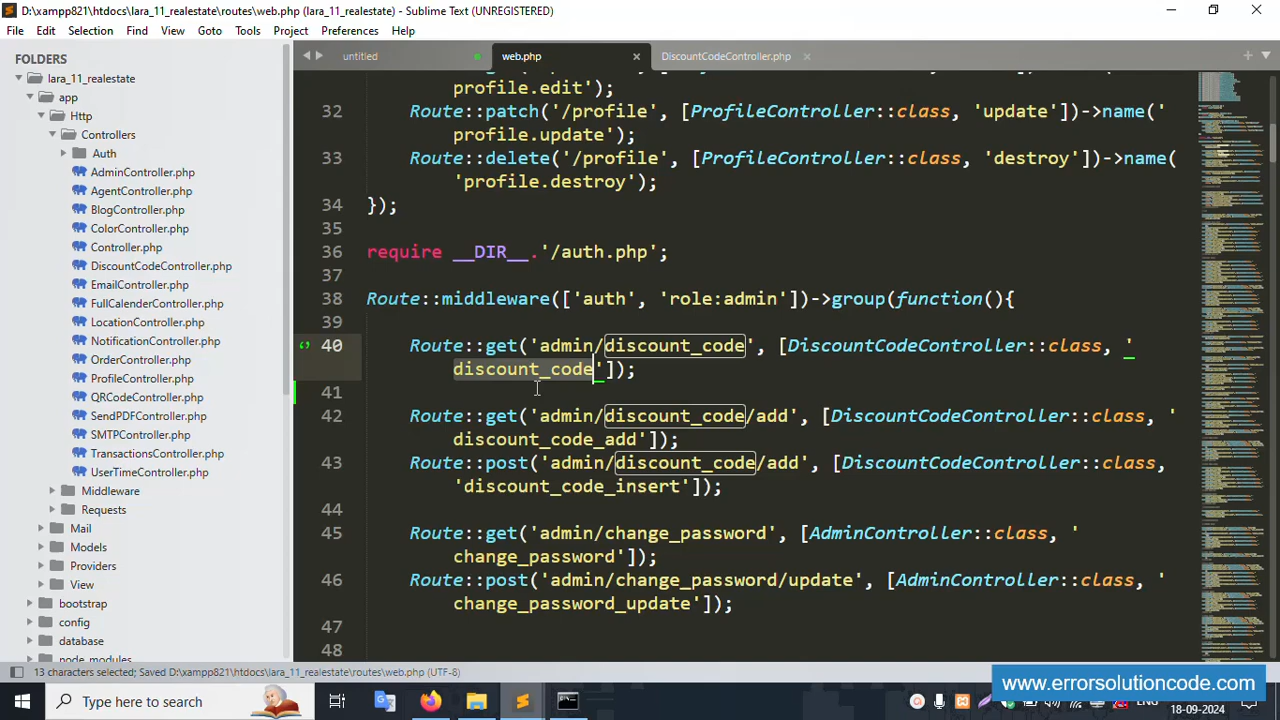 D:\xampp821\htdocs\lara_11_realestate\routes\web.php (lara_11_realestate) - Sublime Text (UNREGISTERED)
File Edit Selection Find View Goto Tools Project Preferences Help
FOLDERS
lara_11_realestate
app
Http
Controllers
Auth
AdminController.php
AgentController.php
BlogController.php
ColorController.php
Controller.php
DiscountCodeController.php
EmailController.php
FullCalenderController.php
LocationController.php
NotificationController.php
OrderController.php
ProfileController.php
QRCodeController.php
SendPDFController.php
SMTPController.php
TransactionsController.php
UserTimeController.php
Middleware
Requests
Mail
Models
Providers
View
bootstrap
config
database
node_modules
untitled web.php DiscountCodeController.php
profile.edit');
32 Route::patch('/profile', [ProfileController::class, 'update'])->name('
profile.update');
33 Route::delete('/profile', [ProfileController::class, 'destroy'])->name(
'profile.destroy');
34 });
35
36 require __DIR__.'/auth.php';
37
38 Route::middleware(['auth', 'role:admin'])->group(function(){
39
40 Route::get('admin/discount_code', [DiscountCodeController::class, '
discount_code']);
41
42 Route::get('admin/discount_code/add', [DiscountCodeController::class, '
discount_code_add']);
43 Route::post('admin/discount_code/add', [DiscountCodeController::class,
'discount_code_insert']);
44
45 Route::get('admin/change_password', [AdminController::class, '
change_password']);
46 Route::post('admin/change_password/update', [AdminController::class, '
change_password_update']);
47
48
13 characters selected; Saved D:\xampp821\htdocs\lara_11_realestate\routes\web.php (UTF-8)
www.errorsolutioncode.com
Type here to search
18-09-2024